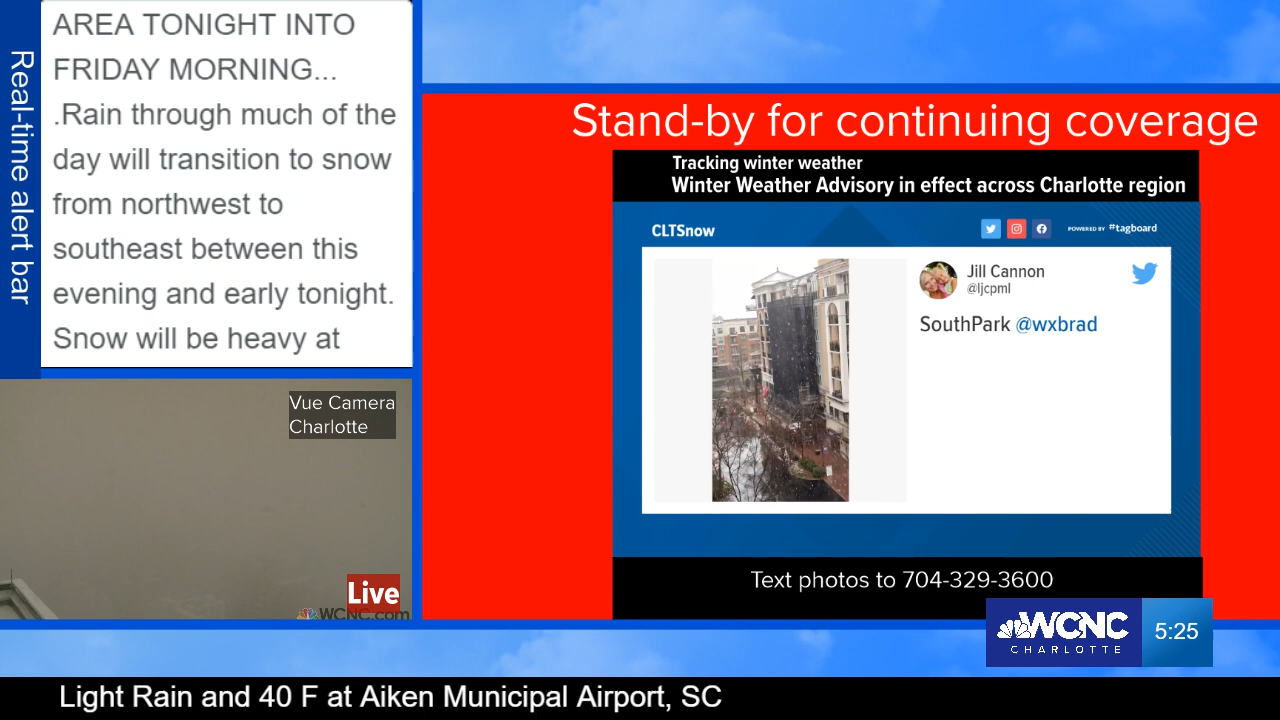 Real-time alert bar
AREA TONIGHT INTO
FRIDAY MORNING...
.Rain through much of the
day will transition to snow
from northwest to
southeast between this
evening and early tonight.
Snow will be heavy at
Vue Camera
Charlotte
Live
WCNC.com
Stand-by for continuing coverage
Tracking winter weather
Winter Weather Advisory in effect across Charlotte region
CLTSnow
POWERED BY #tagboard
Jill Cannon
@ljcpml
SouthPark @wxbrad
Text photos to 704-329-3600
WCNC
CHARLOTTE
5:25
Light Rain and 40 F at Aiken Municipal Airport, SC